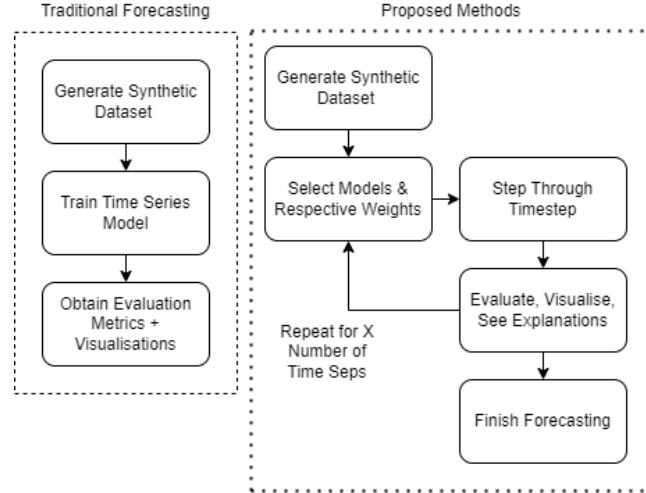 Traditional Forecasting
Generate Synthetic
Dataset
Train Time Series
Model
Obtain Evaluation
Metrics +
Visualisations
Proposed Methods
Generate Synthetic
Dataset
Select Models &
Respective Weights
Step Through
Timestep
Evaluate, Visualise,
See Explanations
Repeat for X
Number of
Time Seps
Finish Forecasting